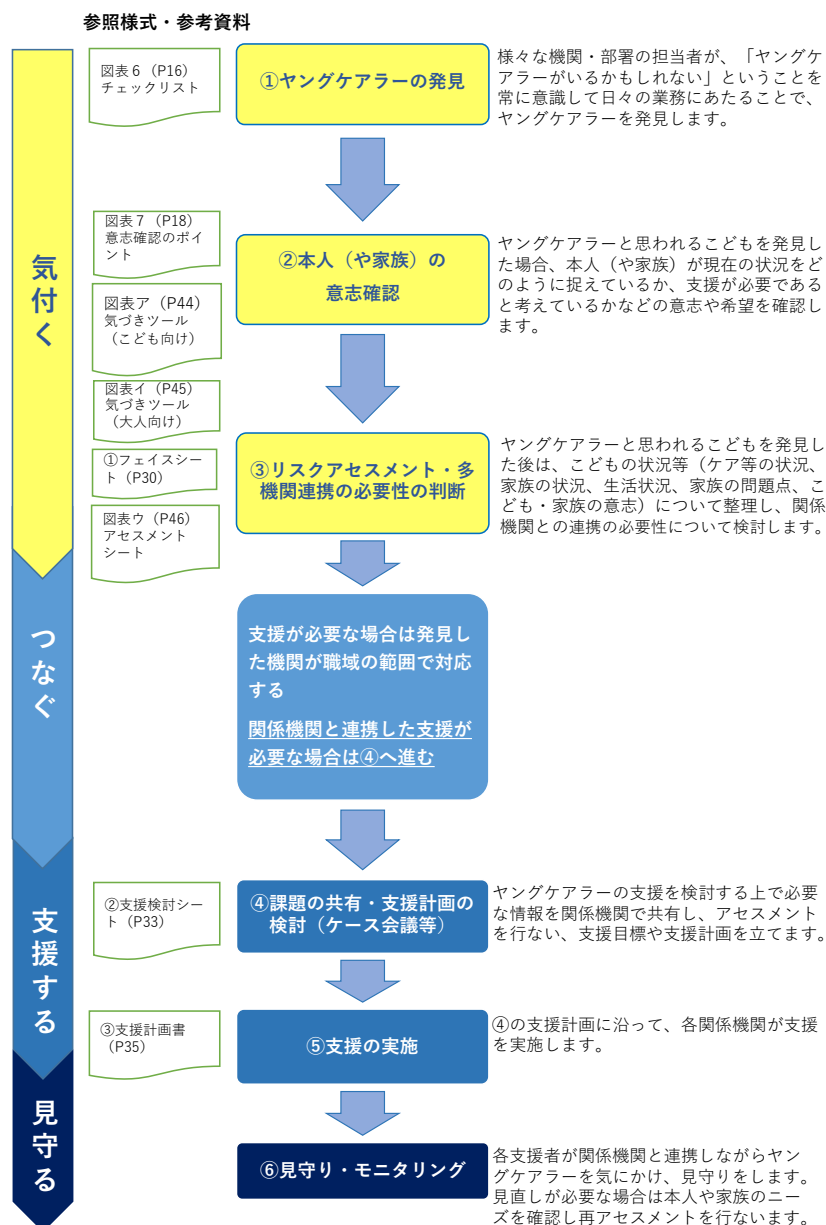 参照様式・参考資料
気付く
図表６（P16）
チェックリスト
①ヤングケアラーの発見
様々な機関・部署の担当者が、「ヤングケ
アラーがいるかもしれない」ということを
常に意識して日々の業務にあたることで、
ヤングケアラーを発見します。
図表７（P18）
意志確認のポイ
ント
図表ア（P44）
気づきツール
（こども向け）
②本人（や家族）の
意志確認
ヤングケアラーと思われるこどもを発見し
た場合、本人（や家族）が現在の状況をど
のように捉えているか、支援が必要である
と考えているかなどの意志や希望を確認し
ます。
図表イ（P45）
気づきツール
（大人向け）
①フェイスシー
ト（P30）
図表ウ（P46）
アセスメント
シート
③リスクアセスメント・多
機関連携の必要性の判断
ヤングケアラーと思われるこどもを発見し
た後は、こどもの状況等（ケア等の状況、
家族の状況、生活状況、家族の問題点、こ
ども・家族の意志）について整理し、関係
機関との連携の必要性について検討します。
つなぐ
支援が必要な場合は発見し
た機関が職域の範囲で対応
する
関係機関と連携した支援が
必要な場合は④へ進む
支援する
②支援検討シー
ト（P33）
④課題の共有・支援計画の
検討（ケース会議等）
ヤングケアラーの支援を検討する上で必要
な情報を関係機関で共有し、アセスメント
を行ない、支援目標や支援計画を立てます。
③支援計画書
（P35）
⑤支援の実施
④の支援計画に沿って、各関係機関が支援
を実施します。
見守る
⑥見守り・モニタリング
各支援者が関係機関と連携しながらヤン
グケアラーを気にかけ、見守りをします。
見直しが必要な場合は本人や家族のニー
ズを確認し再アセスメントを行ないます。